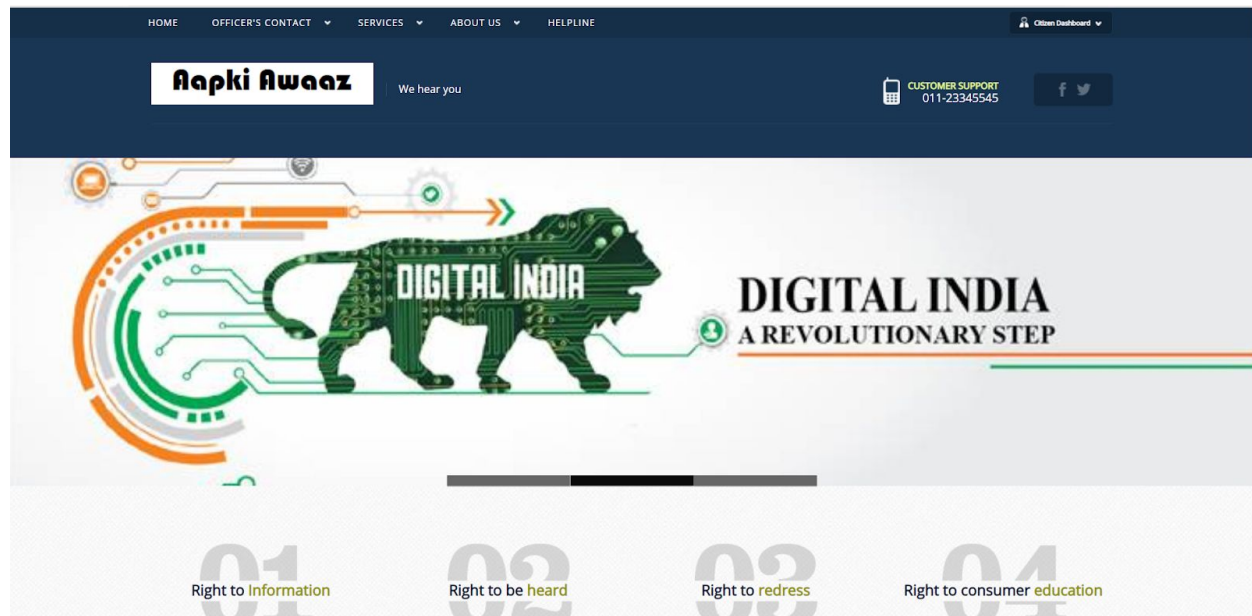 HOME OFFICER'S CONTACT SERVICES ABOUT US HELPLINE Citizen Dashboard
Aapki Awaaz We hear you
CUSTOMER SUPPORT
011-23345545
DIGITAL INDIA
DIGITAL INDIA
A REVOLUTIONARY STEP
01 02 03 04
Right to Information Right to be heard Right to redress Right to consumer education